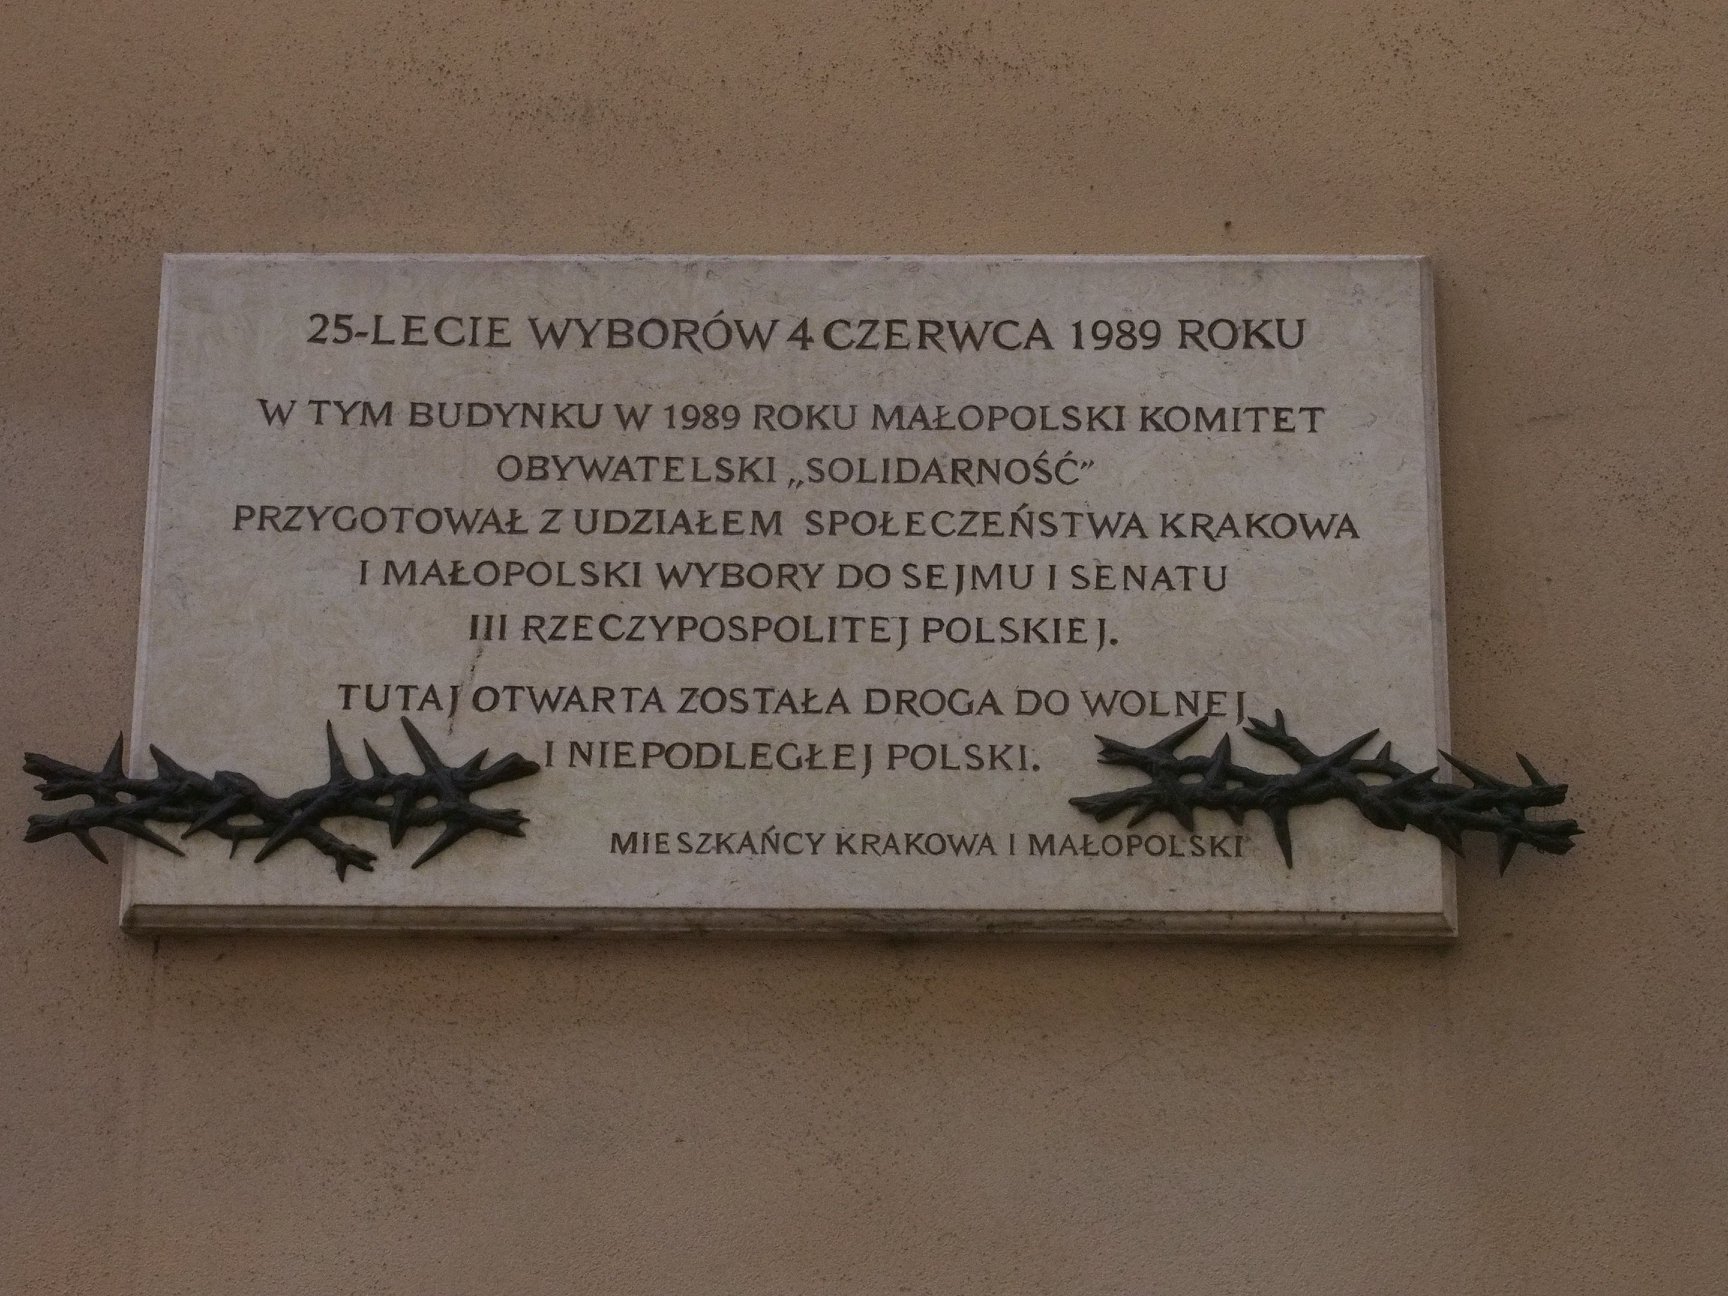 25-LECIE WYBORÓW 4 CZERWCA 1989 ROKU
W TYM BUDYNKU W 1989 ROKU MAŁOPOLSKI KOMITET
OBYWATELSKI „SOLIDARNOŚĆ”
PRZYGOTOWAŁ Z UDZIAŁEM SPOŁECZEŃSTWA KRAKOWA
I MAŁOPOLSKI WYBORY DO SEJMU I SENATU
III RZECZYPOSPOLITEJ POLSKIEJ.
TUTAJ OTWARTA ZOSTAŁA DROGA DO WOLNEJ
I NIEPODLEGŁEJ POLSKI.
MIESZKAŃCY KRAKOWA I MAŁOPOLSKI